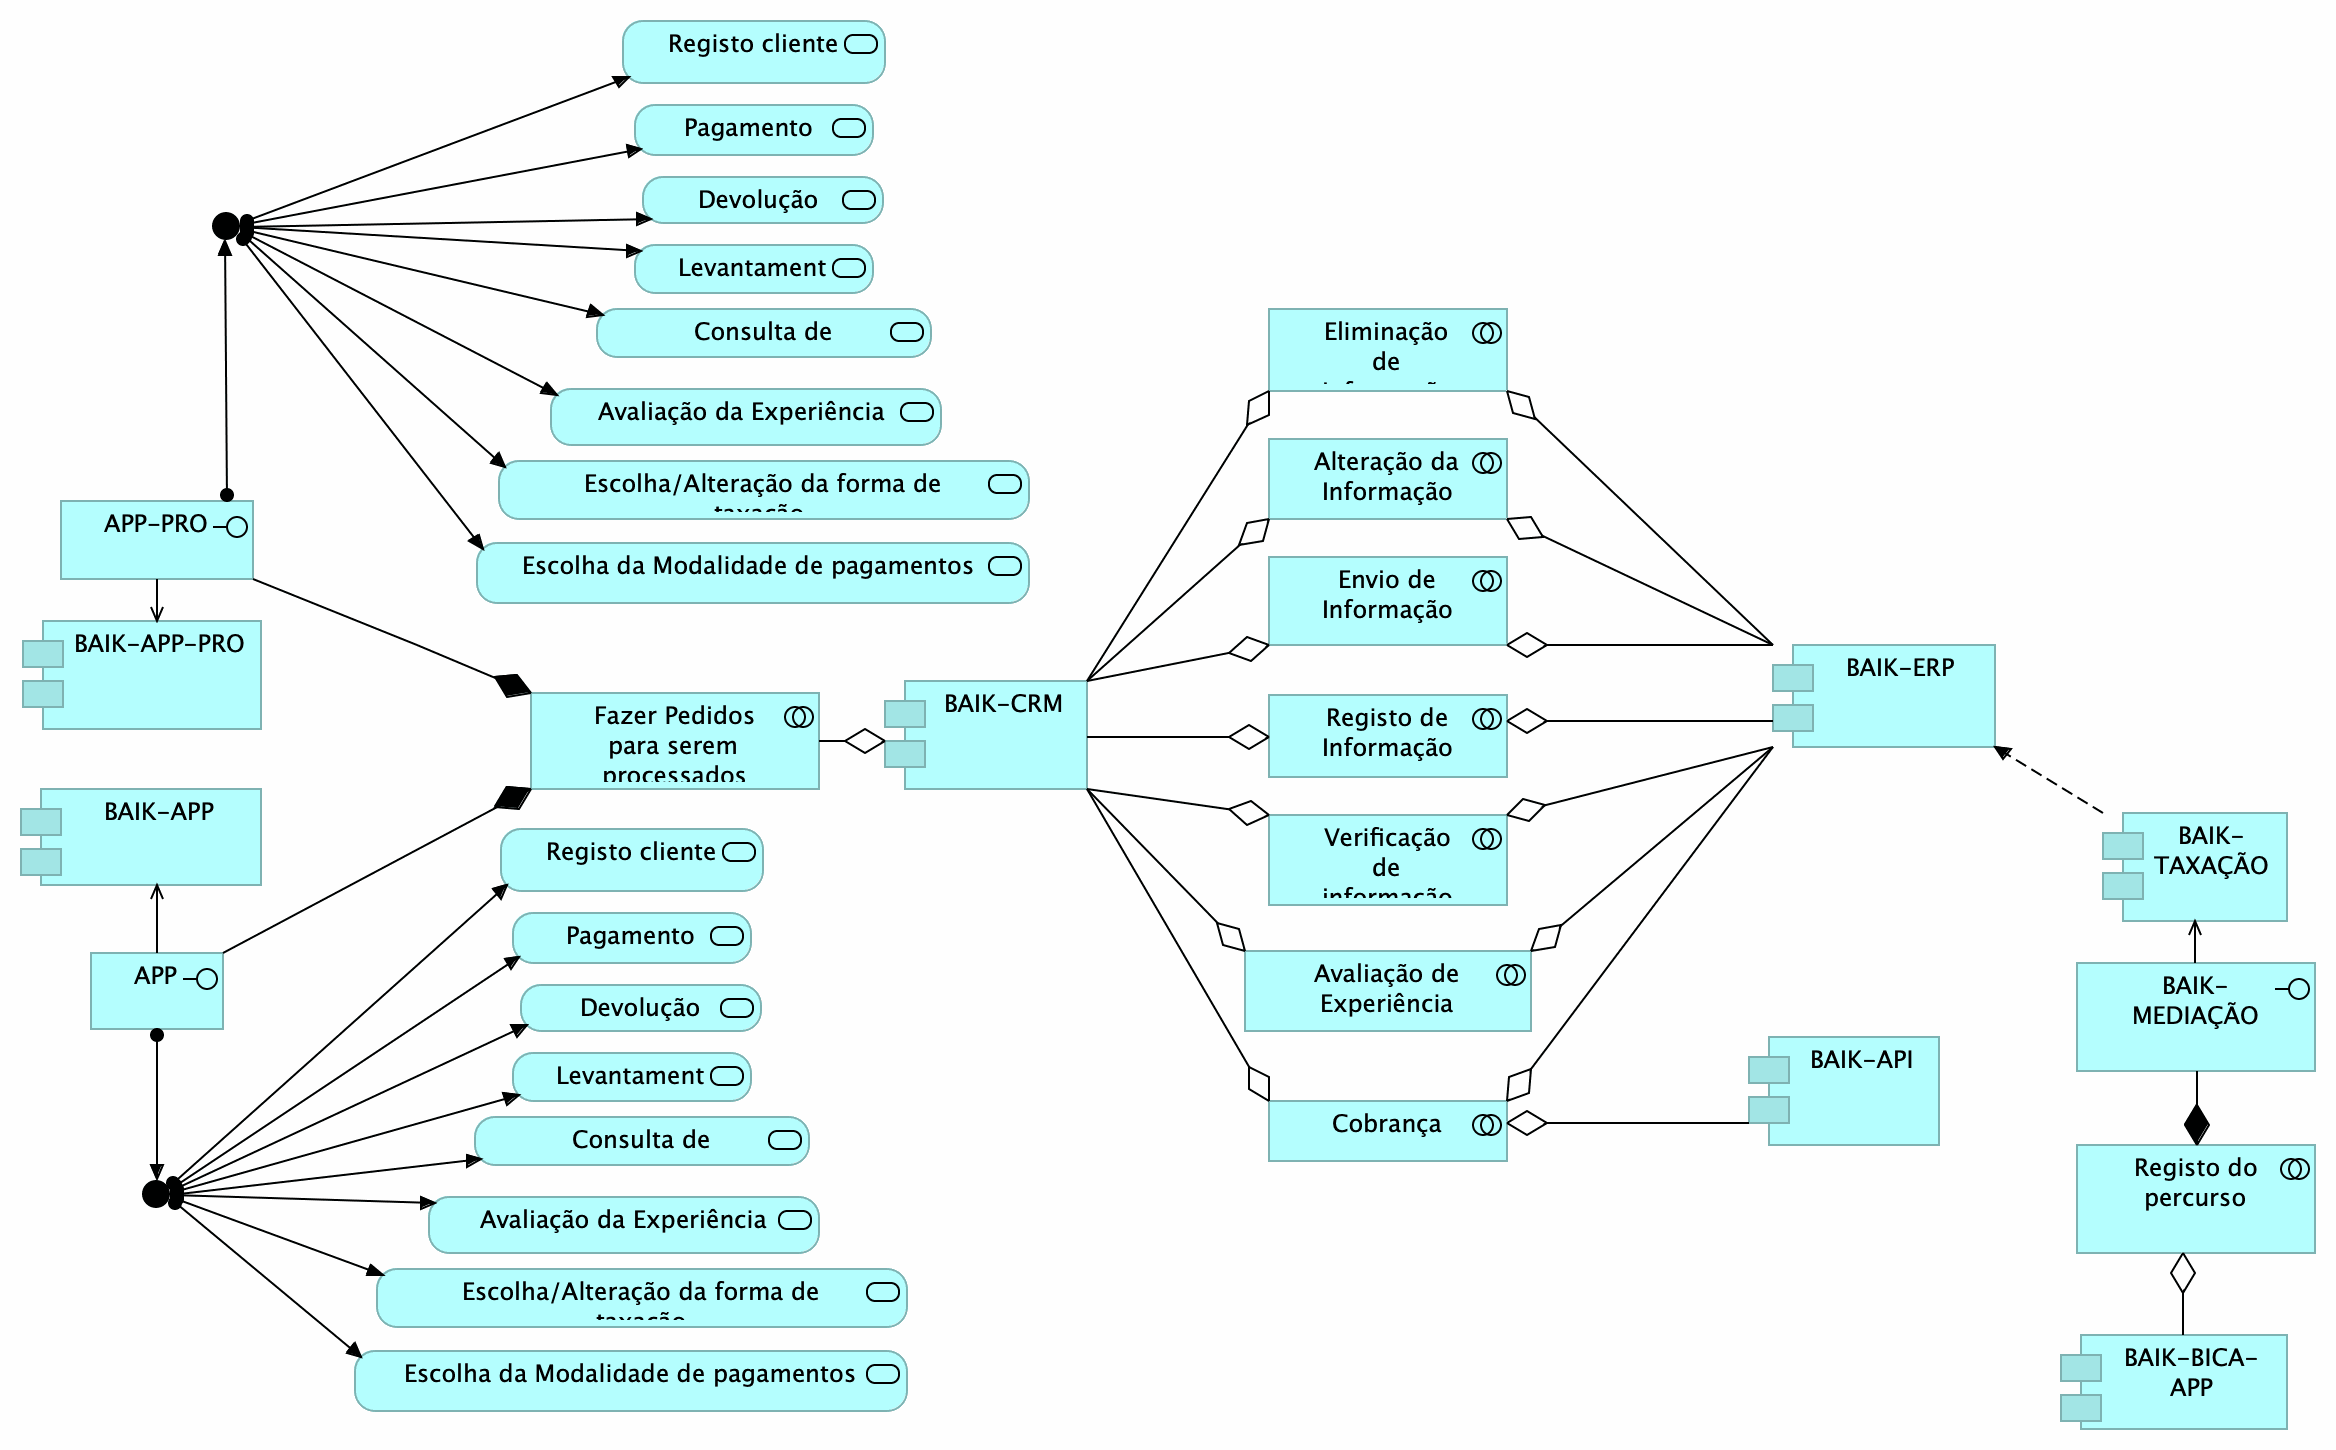 Registo cliente
Pagamento
Devolução
Levantament
Consulta de
Avaliação da Experiência
Escolha/Alteração da forma de
taxação
Escolha da Modalidade de pagamentos
APP-PRO
BAIK-APP-PRO
Fazer Pedidos
para serem
processados
BAIK-APP
APP
Registo cliente
Pagamento
Devolução
Levantament
Consulta de
Avaliação da Experiência
Escolha/Alteração da forma de
taxação
Escolha da Modalidade de pagamentos
BAIK-CRM
Eliminação
de
Alteração da
Informação
Envio de
Informação
Registo de
Informação
Verificação
de
informação
Avaliação de
Experiência
Cobrança
BAIK-ERP
BAIK-API
BAIK-
TAXAÇÃO
BAIK-
MEDIAÇÃO
Registo do
percurso
BAIK-BICA-
APP